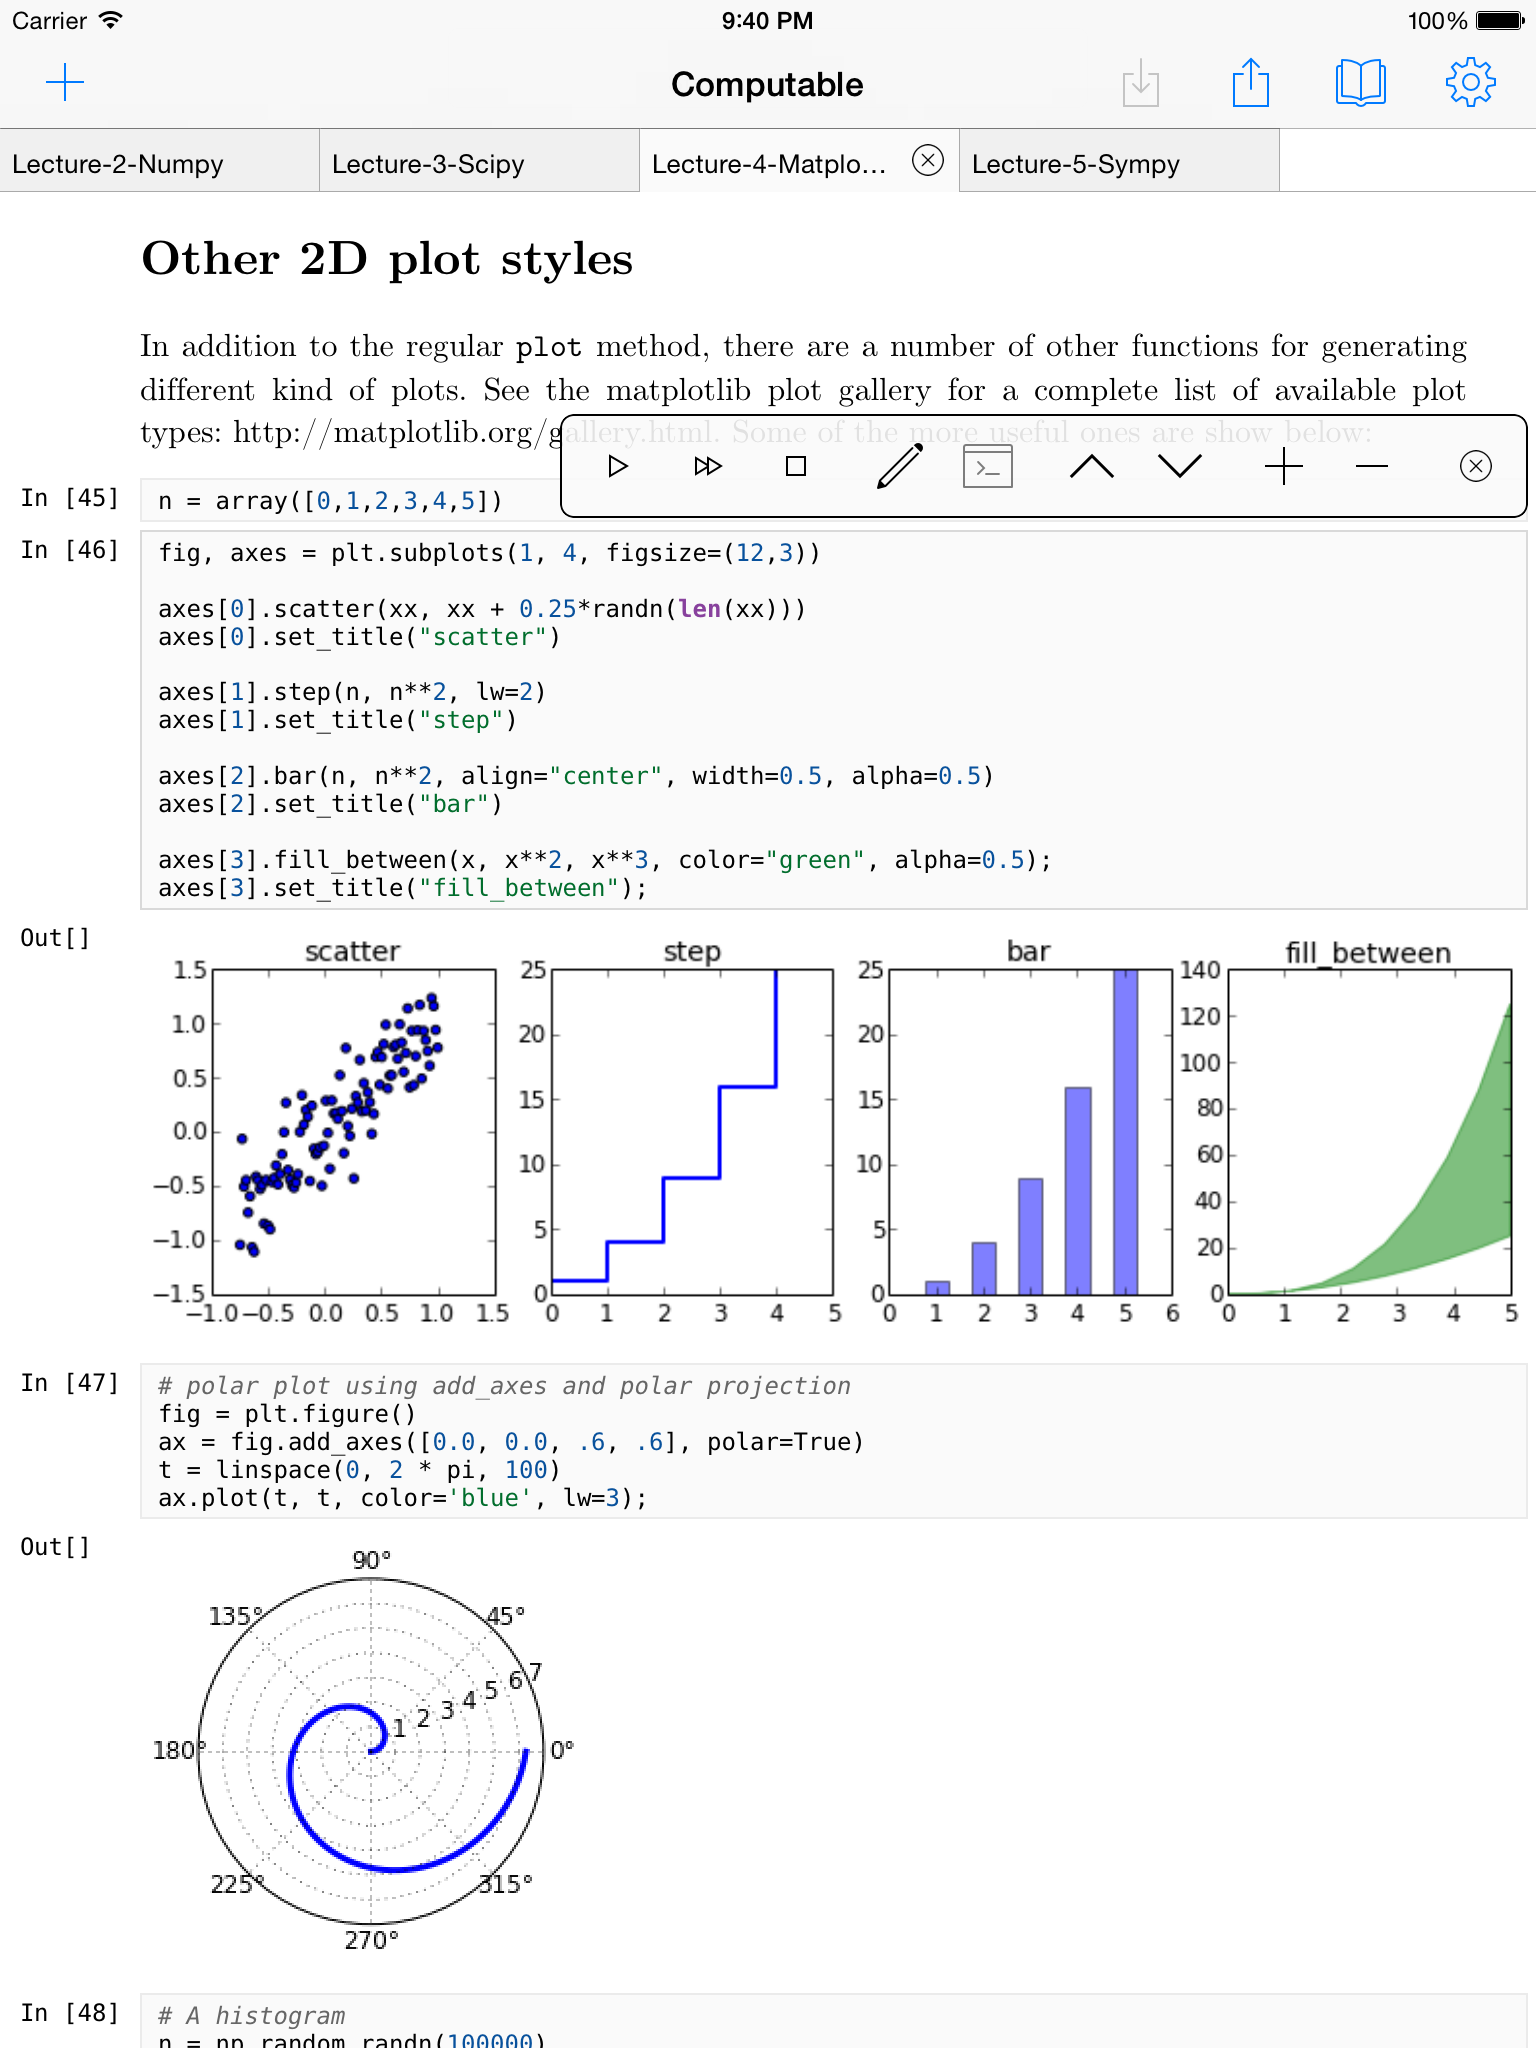 Carrier 9:40 PM 100%
Computable
Lecture-2-Numpy Lecture-3-Scipy Lecture-4-Matplo... Lecture-5-Sympy
Other 2D plot styles
In addition to the regular plot method, there are a number of other functions for generating
different kind of plots. See the matplotlib plot gallery for a complete list of available plot
types: http://matplotlib.org/gallery.html. Some of the more useful ones are show below:
In [45] n = array([0,1,2,3,4,5])
In [46] fig, axes = plt.subplots(1, 4, figsize=(12,3))
axes[0].scatter(xx, xx + 0.25*randn(len(xx)))
axes[0].set_title("scatter")
axes[1].step(n, n**2, lw=2)
axes[1].set_title("step")
axes[2].bar(n, n**2, align="center", width=0.5, alpha=0.5)
axes[2].set_title("bar")
axes[3].fill_between(x, x**2, x**3, color="green", alpha=0.5);
axes[3].set_title("fill_between");
Out[]
scatter
1.5
1.0
0.5
0.0
−0.5
−1.0
−1.5
−1.0 −0.5 0.0 0.5 1.0 1.5
step
25
20
15
10
5
0
0 1 2 3 4 5
bar
25
20
15
10
5
0
0 1 2 3 4 5 6
fill_between
140
120
100
80
60
40
20
0
0 1 2 3 4 5
In [47] # polar plot using add_axes and polar projection
fig = plt.figure()
ax = fig.add_axes([0.0, 0.0, .6, .6], polar=True)
t = linspace(0, 2 * pi, 100)
ax.plot(t, t, color='blue', lw=3);
Out[]
90°
135° 45°
1 2 3 4 5 6 7
180° 0°
225° 315°
270°
In [48] # A histogram
n = np.random.randn(100000)